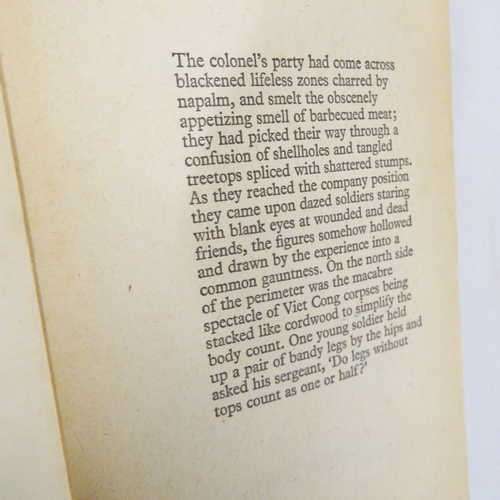 The colonel's party had come across
blackened lifeless zones charred by
napalm, and smelt the obscenely
appetizing smell of barbecued meat;
they had picked their way through a
confusion of shellholes and tangled
treetops spliced with shattered stumps.
As they reached the company position
they came upon dazed soldiers staring
with blank eyes at wounded and dead
friends, the figures somehow hollowed
and drawn by the experience into a
common gauntness. On the north side
of the perimeter was the macabre
spectacle of Viet Cong corpses being
stacked like cordwood to simplify the
body count. One young soldier held
up a pair of bandy legs by the hips and
asked his sergeant, 'Do legs without
tops count as one or half?'